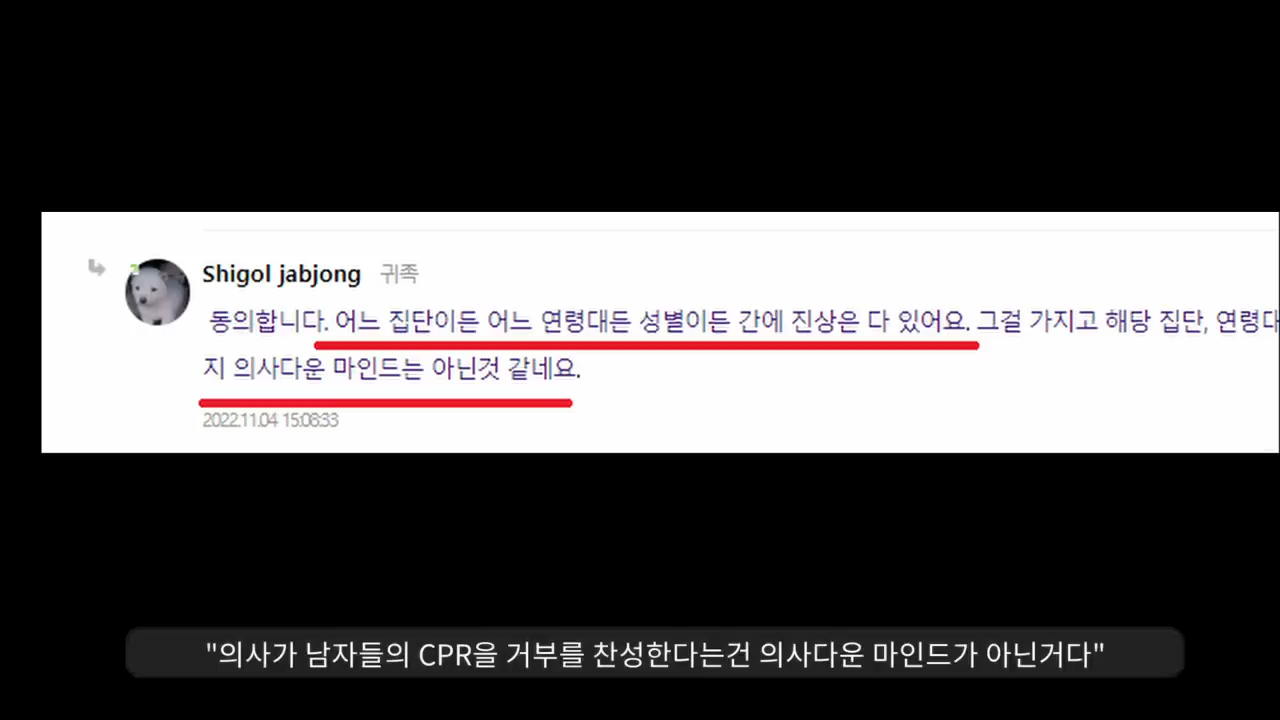 Shigol jabjong 귀족
동의합니다. 어느 집단이든 어느 연령대든 성별이든 간에 진상은 다 있어요. 그걸 가지고 해당 집단, 연령대
지 의사다운 마인드는 아닌것 같네요.
2022.11.04 15:08:33
"의사가 남자들의 CPR을 거부를 찬성한다는건 의사다운 마인드가 아닌거다"